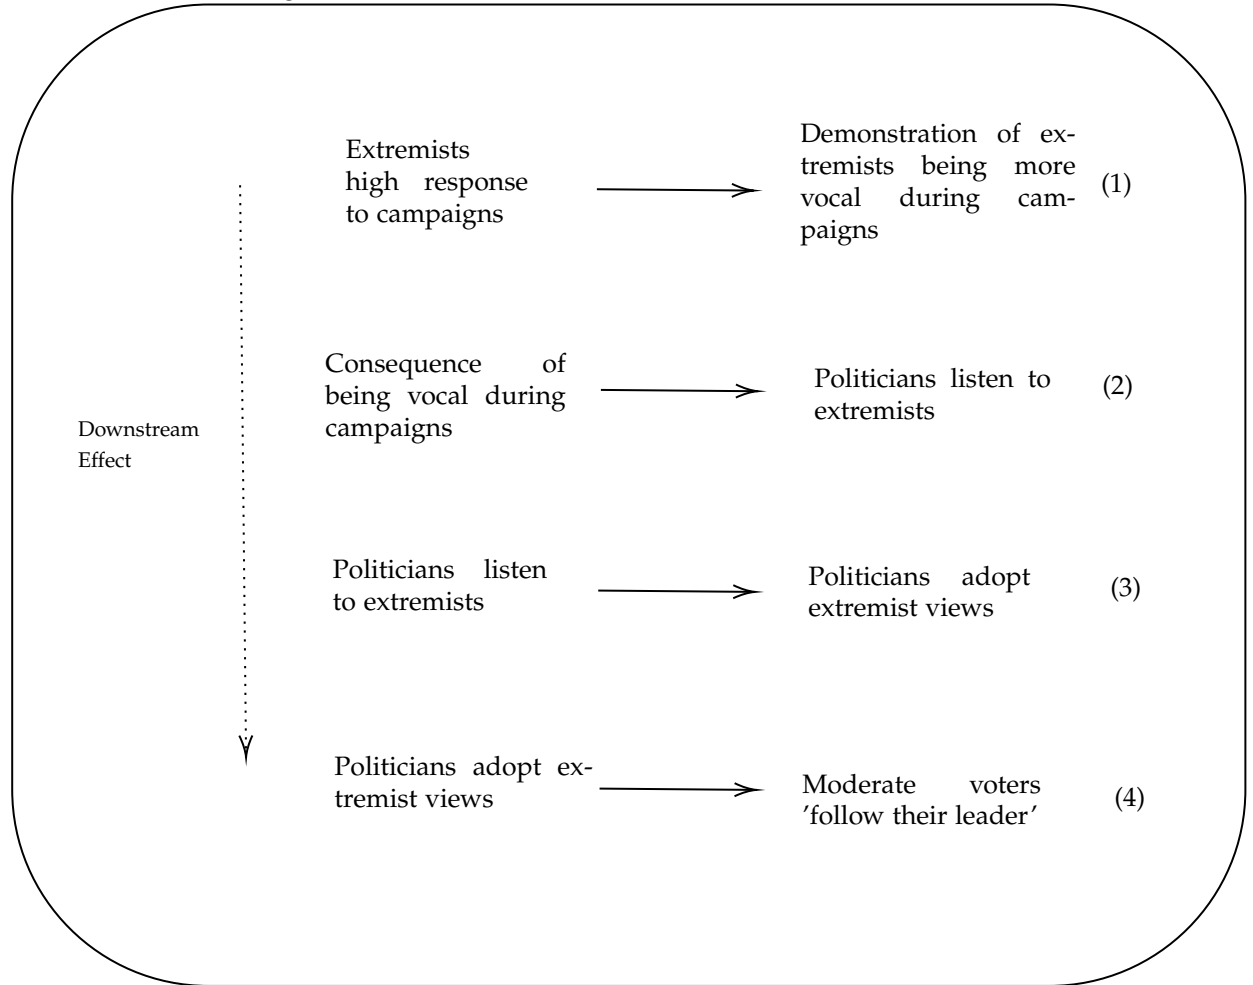 Extremists
high response
to campaigns
Demonstration of ex-
tremists being more
vocal during cam-
paigns
(1)
Consequence of
being vocal during
campaigns
Politicians listen to
extremists
(2)
Downstream
Effect
Politicians listen
to extremists
Politicians adopt
extremist views
(3)
Politicians adopt ex-
tremist views
Moderate voters
'follow their leader'
(4)